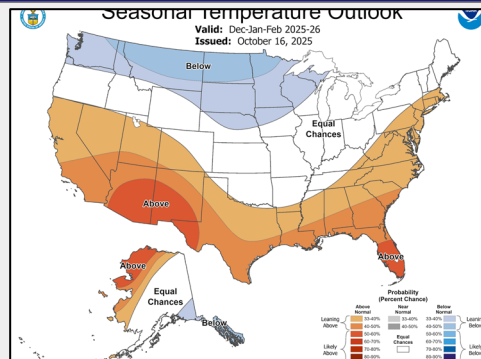 Seasonal Temperature Outlook
Valid: Dec-Jan-Feb 2025-26
Issued: October 16, 2025
Below
Equal
Chances
Above
Above
Above
Equal
Chances
Below
Probability
(Percent Chance)
Above
Normal
Near
Normal
Below
Normal
Leaning
Above
33-40%
40-50%
50-60%
60-70%
70-80%
80-90%
Likely
Above
33-40%
40-50%
Equal
Chances
33-40%
40-50%
50-60%
60-70%
70-80%
80-90%
Leaning
Below
Likely
Below